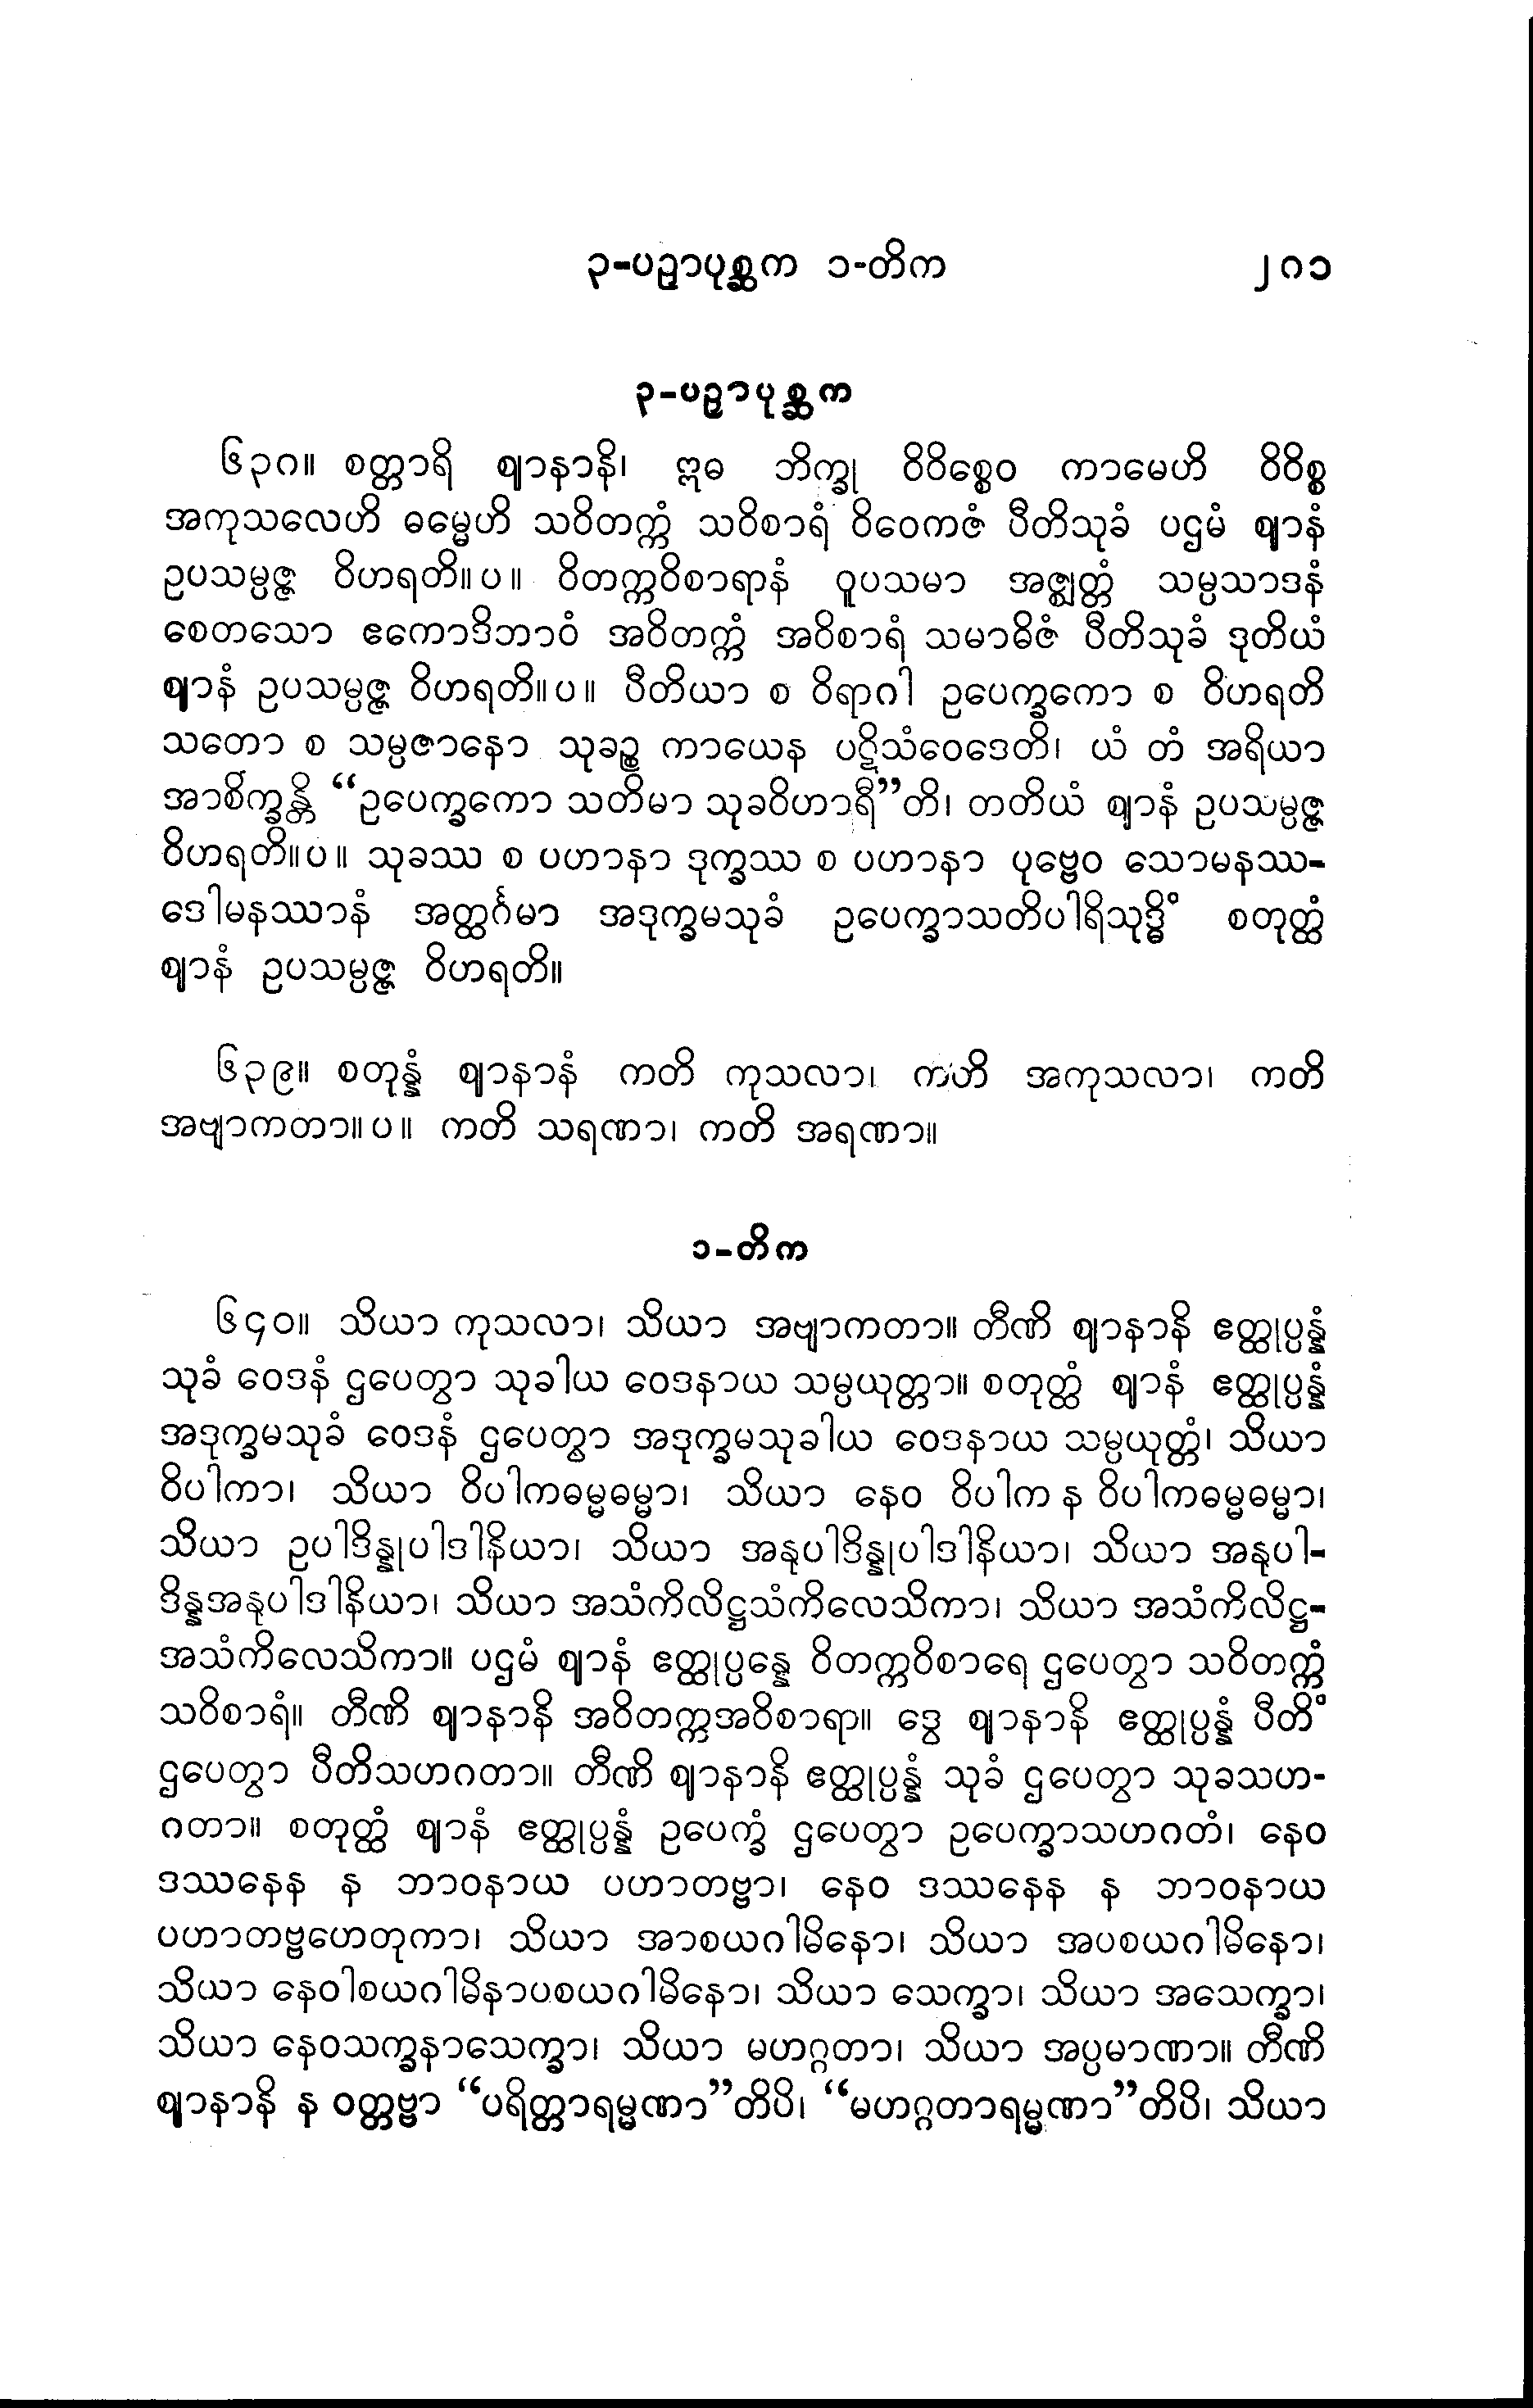 ၃-ပဉှာပုစ္ဆက ၁-တိက ၂၈၁
၃-ပဉှာပုစ္ဆက
၆၃၈။ စတ္တာရိ ဈာနာနိ၊ ဣဓ ဘိက္ခု ဝိဝိစ္စေဝ ကာမေဟိ ဝိဝိစ္စ
အကုသလေဟိ ဓမ္မေဟိ သဝိတက္ကံ သဝိစာရံ ဝိဝေကဇံ ပီတိသုခံ ပဌမံ ဈာနံ
ဥပသမ္ပဇ္ဇ ဝိဟရတိ။ပ။ ဝိတက္ကဝိစာရာနံ ဝူပသမာ အဇ္ဈတ္တံ သမ္ပသာဒနံ
စေတသော ဧကောဒိဘာဝံ အဝိတက္ကံ အဝိစာရံ သမာဓိဇံ ပီတိသုခံ ဒုတိယံ
ဈာနံ ဥပသမ္ပဇ္ဇ ဝိဟရတိ။ပ။ ပီတိယာ စ ဝိရာဂါ ဥပေက္ခကော စ ဝိဟရတိ
သတော စ သမ္ပဇာနော သုခဉ္စ ကာယေန ပဋိသံဝေဒေတိ၊ ယံ တံ အရိယာ
အာစိက္ခန္တိ “ဥပေက္ခကော သတိမာ သုခဝိဟာရီ”တိ၊ တတိယံ ဈာနံ ဥပသမ္ပဇ္ဇ
ဝိဟရတိ။ပ။ သုခဿ စ ပဟာနာ ဒုက္ခဿ စ ပဟာနာ ပုဗ္ဗေဝ သောမနဿ-
ဒေါမနဿာနံ အတ္ထင်္ဂမာ အဒုက္ခမသုခံ ဥပေက္ခာသတိပါရိသုဒ္ဓိံ စတုတ္ထံ
ဈာနံ ဥပသမ္ပဇ္ဇ ဝိဟရတိ။
၆၃၉။ စတုန္နံ ဈာနာနံ ကတိ ကုသလာ၊ ကတိ အကုသလာ၊ ကတိ
အဗျာကတာ။ပ။ ကတိ သရဏာ၊ ကတိ အရဏာ။
၁-တိက
၆၄၀။ သိယာ ကုသလာ၊ သိယာ အဗျာကတာ။ တီဏိ ဈာနာနိ ဧတ္ထုပ္ပန္နံ
သုခံ ဝေဒနံ ဌပေတွာ သုခါယ ဝေဒနာယ သမ္ပယုတ္တာ။ စတုတ္ထံ ဈာနံ ဧတ္ထုပ္ပန္နံ
အဒုက္ခမသုခံ ဝေဒနံ ဌပေတွာ အဒုက္ခမသုခါယ ဝေဒနာယ သမ္ပယုတ္တံ၊ သိယာ
ဝိပါကာ၊ သိယာ ဝိပါကဓမ္မဓမ္မာ၊ သိယာ နေဝ ဝိပါက န ဝိပါကဓမ္မဓမ္မာ၊
သိယာ ဥပါဒိန္နုပါဒါနိယာ၊ သိယာ အနုပါဒိန္နုပါဒါနိယာ၊ သိယာ အနုပါ-
ဒိန္နအနုပါဒါနိယာ၊ သိယာ အသံကိလိဋ္ဌသံကိလေသိကာ၊ သိယာ အသံကိလိဋ္ဌ-
အသံကိလေသိကာ။ ပဌမံ ဈာနံ ဧတ္ထုပ္ပန္နေ ဝိတက္ကဝိစာရေ ဌပေတွာ သဝိတက္ကံ
သဝိစာရံ။ တီဏိ ဈာနာနိ အဝိတက္ကအဝိစာရာ။ ဒွေ ဈာနာနိ ဧတ္ထုပ္ပန္နံ ပီတိံ
ဌပေတွာ ပီတိသဟဂတာ။ တီဏိ ဈာနာနိ ဧတ္ထုပ္ပန္နံ သုခံ ဌပေတွာ သုခသဟ-
ဂတာ။ စတုတ္ထံ ဈာနံ ဧတ္ထုပ္ပန္နံ ဥပေက္ခံ ဌပေတွာ ဥပေက္ခာသဟဂတံ၊ နေဝ
ဒဿနေန န ဘာဝနာယ ပဟာတဗ္ဗာ၊ နေဝ ဒဿနေန န ဘာဝနာယ
ပဟာတဗ္ဗဟေတုကာ၊ သိယာ အာစယဂါမိနော၊ သိယာ အပစယဂါမိနော၊
သိယာ နေဝါစယဂါမိနာပစယဂါမိနော၊ သိယာ သေက္ခာ၊ သိယာ အသေက္ခာ၊
သိယာ နေဝသက္ခနာသေက္ခာ၊ သိယာ မဟဂ္ဂတာ၊ သိယာ အပ္ပမာဏာ။ တီဏိ
ဈာနာနိ န ဝတ္တဗ္ဗာ “ပရိတ္တာရမ္မဏာ”တိပိ၊ “မဟဂ္ဂတာရမ္မဏာ”တိပိ၊ သိယာ